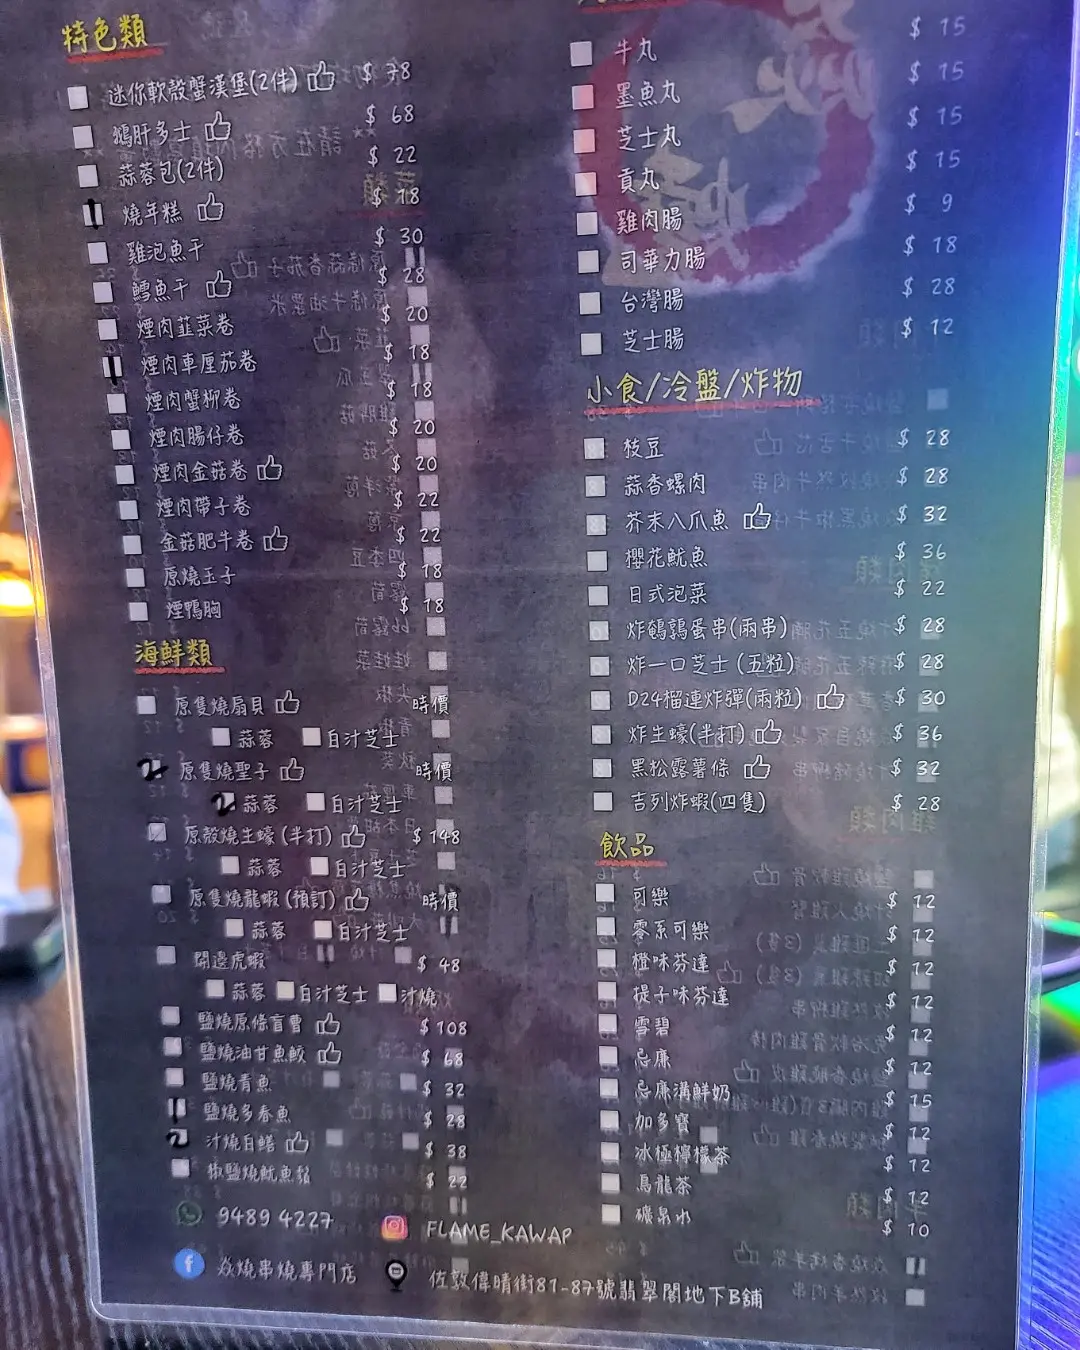 特色類
迷你軟殼蟹漢堡(2件) $ 78
鵝肝多士 $ 68
蒜蓉包(2件) $ 22
燒年糕 $ 18
雞泡魚干 $ 30
鱈魚干 $ 28
煙肉韮菜卷 $ 20
煙肉車厘茄卷 $ 18
煙肉蟹柳卷 $ 18
煙肉腸仔卷 $ 20
煙肉金菇卷 $ 20
煙肉帶子卷 $ 22
金菇肥牛卷 $ 22
原燒玉子 $ 18
煙鴨胸 $ 18
海鮮類
原隻燒扇貝 時價
蒜蓉 白汁芝士
原隻燒聖子 時價
2 蒜蓉 白汁芝士
原殼燒生蠔(半打) $ 148
蒜蓉 白汁芝士
原隻燒龍蝦(預訂) 時價
蒜蓉 白汁芝士
開邊虎蝦 $ 48
蒜蓉 白汁芝士 汁燒
鹽燒原條盲曹 $ 108
鹽燒油甘魚鮫 $ 68
鹽燒青魚 $ 32
鹽燒多春魚 $ 28
2 汁燒白鱔 $ 38
椒鹽燒魷魚鬚 $ 22
$ 15
牛丸 $ 15
墨魚丸 $ 15
芝士丸 $ 15
貢丸 $ 9
雞肉腸 $ 18
司華力腸 $ 28
台灣腸 $ 12
芝士腸
小食/冷盤/炸物
枝豆 $ 28
蒜香螺肉 $ 28
芥末八爪魚 $ 32
櫻花魷魚 $ 36
日式泡菜 $ 22
炸鵪鶉蛋串(兩串) $ 28
炸一口芝士(五粒) $ 28
D24榴連炸彈(兩粒) $ 30
炸生蠔(半打) $ 36
黑松露薯條 $ 32
吉列炸蝦(四隻) $ 28
飲品
可樂 $ 12
零系可樂 $ 12
橙味芬達 $ 12
提子味芬達 $ 12
雪碧 $ 12
忌廉 $ 12
忌廉溝鮮奶 $ 15
加多寶 $ 12
冰極檸檬茶 $ 12
烏龍茶 $ 12
礦泉水 $ 10
9489 4227 FLAME_KAWAP
焱燒串燒專門店 佐敦偉晴街81-87號翡翠閣地下B舖